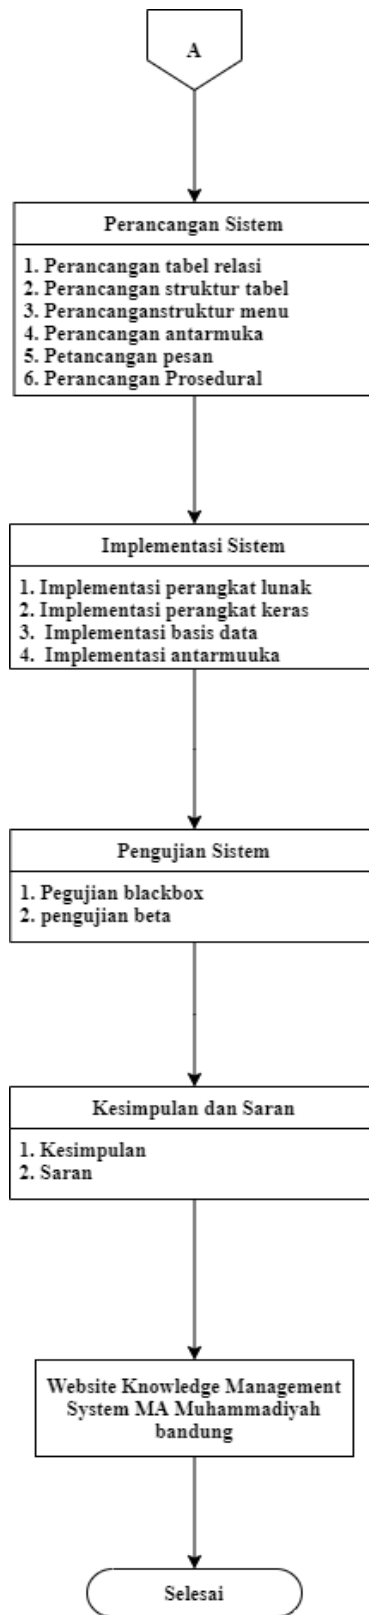 A
Perancangan Sistem
1. Perancangan tabel relasi
2. Perancangan struktur tabel
3. Perancanganstruktur menu
4. Perancangan antarmuka
5. Petancangan pesan
6. Perancangan Prosedural
Implementasi Sistem
1. Implementasi perangkat lunak
2. Implementasi perangkat keras
3. Implementasi basis data
4. Implementasi antarmuuka
Pengujian Sistem
1. Pegujian blackbox
2. pengujian beta
Kesimpulan dan Saran
1. Kesimpulan
2. Saran
Website Knowledge Management
System MA Muhammadiyah
bandung
Selesai